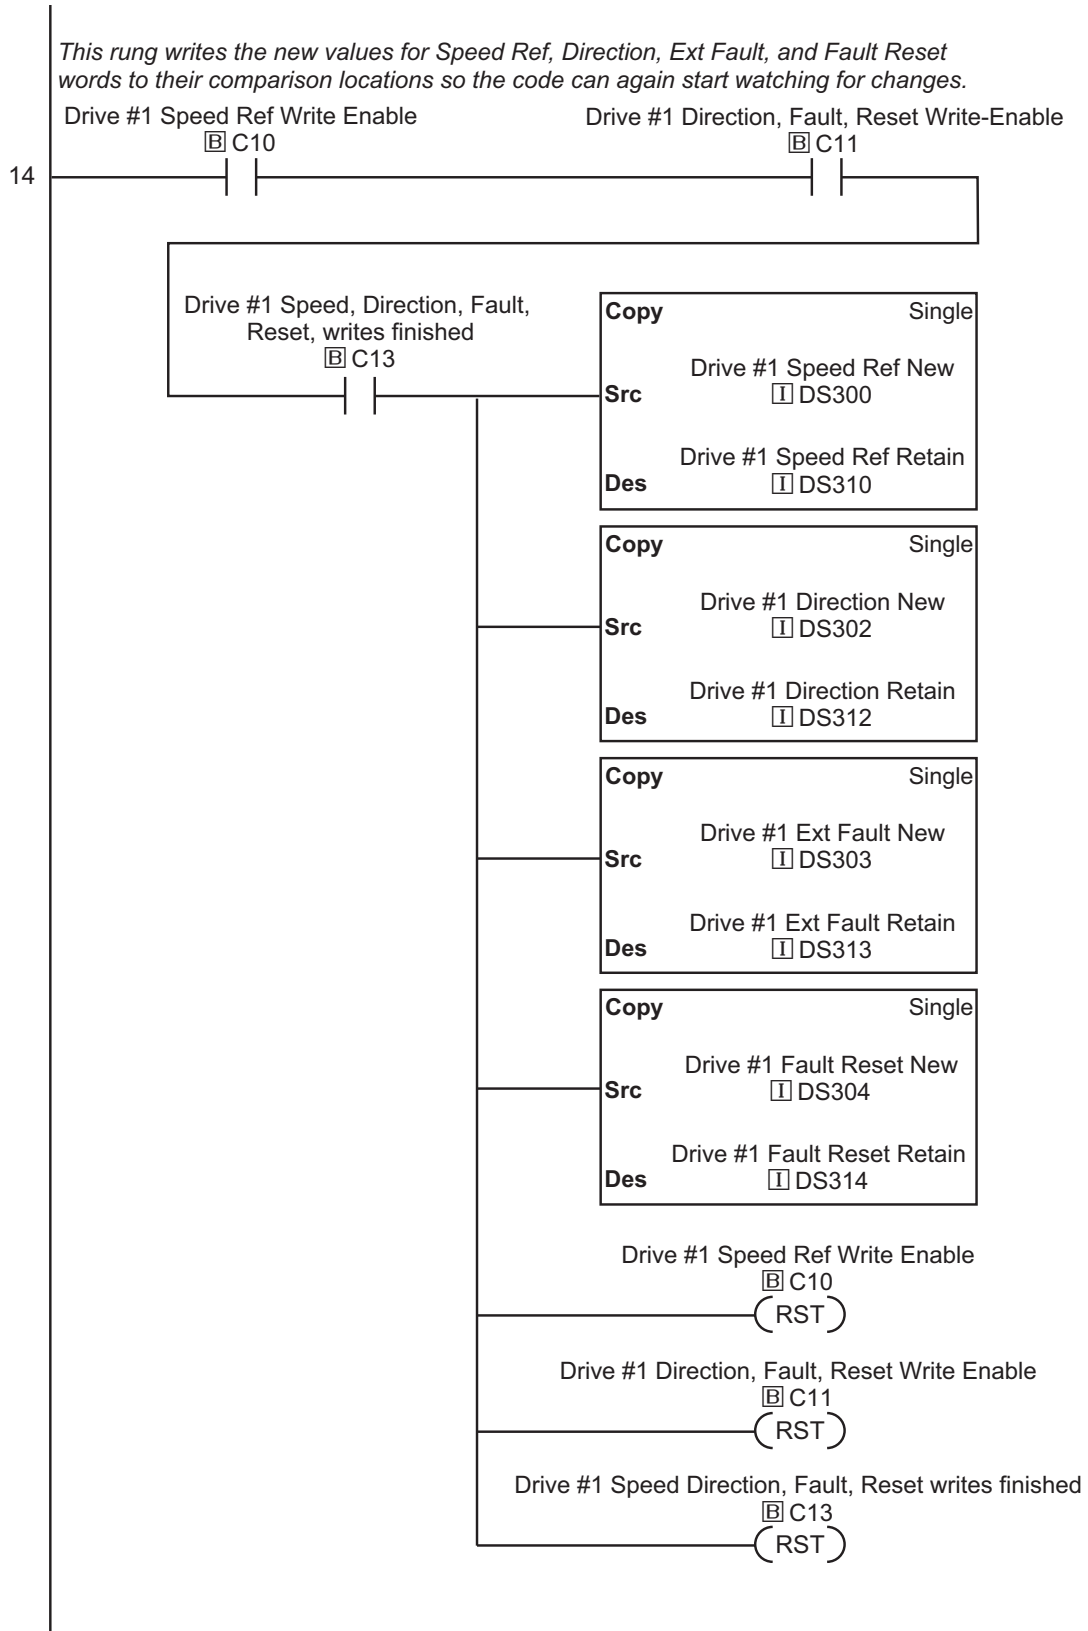 This rung writes the new values for Speed Ref, Direction, Ext Fault, and Fault Reset
words to their comparison locations so the code can again start watching for changes.
Drive #1 Speed Ref Write Enable
B C10
Drive #1 Direction, Fault, Reset Write-Enable
B C11
14
Drive #1 Speed, Direction, Fault,
Reset, writes finished
B C13
Copy Single
Drive #1 Speed Ref New
Src I DS300
Drive #1 Speed Ref Retain
Des I DS310
Copy Single
Drive #1 Direction New
Src I DS302
Drive #1 Direction Retain
Des I DS312
Copy Single
Drive #1 Ext Fault New
Src I DS303
Drive #1 Ext Fault Retain
Des I DS313
Copy Single
Drive #1 Fault Reset New
Src I DS304
Drive #1 Fault Reset Retain
Des I DS314
Drive #1 Speed Ref Write Enable
B C10
RST
Drive #1 Direction, Fault, Reset Write Enable
B C11
RST
Drive #1 Speed Direction, Fault, Reset writes finished
B C13
RST